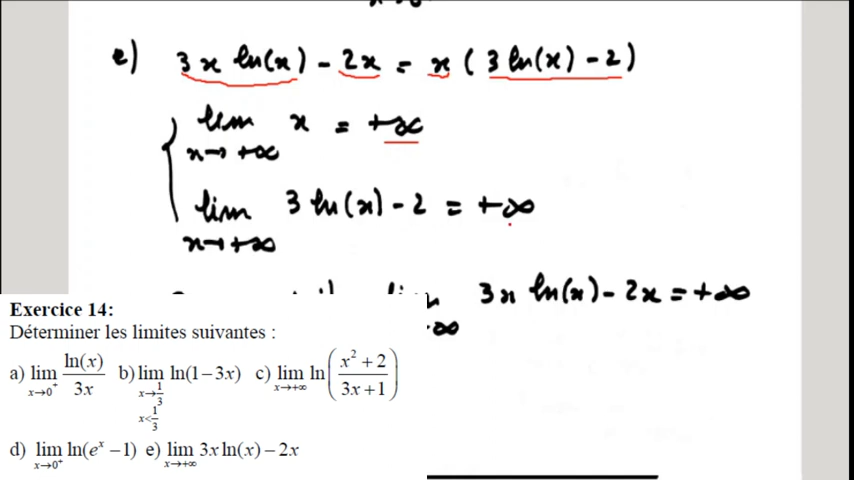 e) 3x ln(x) - 2x = x ( 3 ln(x) - 2 )
lim x = +∞
x→+∞
lim 3 ln(x) - 2 = +∞
x→+∞
3x ln(x) - 2x = +∞
Exercice 14:
Déterminer les limites suivantes :
a) lim x→0⁺ ln(x)/3x b) lim x→1/3 x<1/3 ln(1-3x) c) lim x→+∞ ln((x²+2)/(3x+1))
d) lim x→0⁺ ln(eˣ -1) e) lim x→+∞ 3x ln(x) - 2x